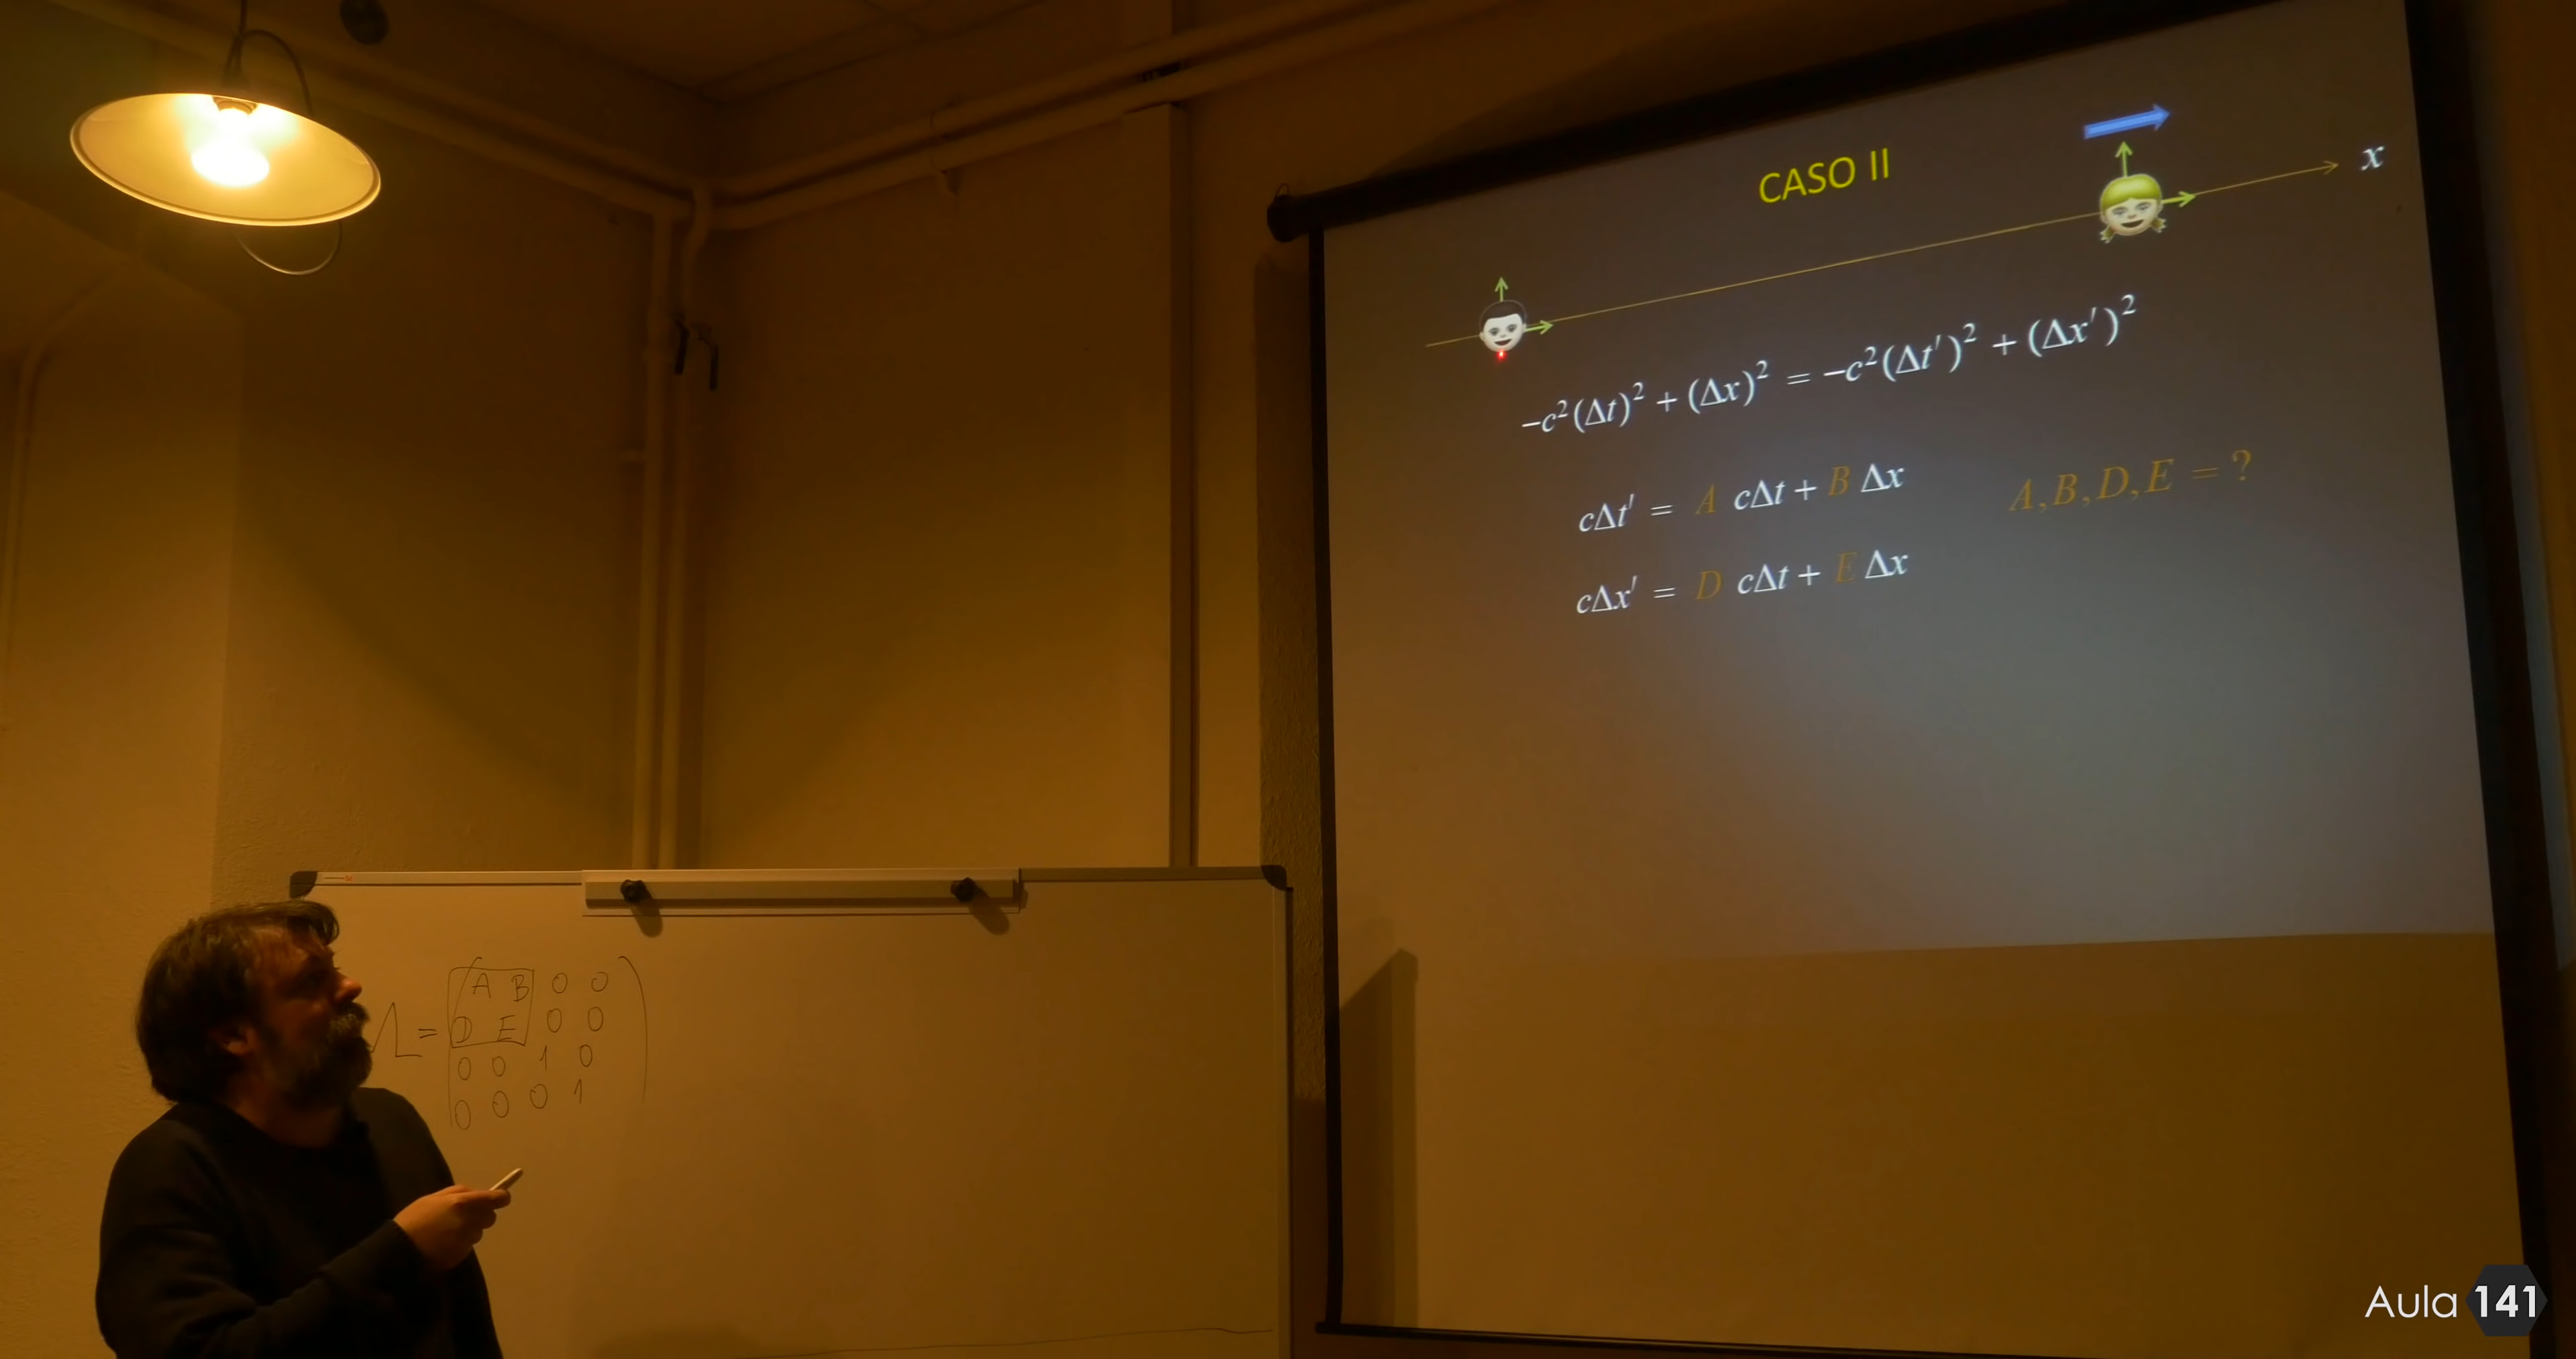 CASO II
x
−c²(Δt)² + (Δx)² = −c²(Δt′)² + (Δx′)²
cΔt′ = A cΔt + B Δx
A, B, D, E = ?
cΔx′ = D cΔt + E Δx
Λ = ( A B 0 0
D E 0 0
0 0 1 0
0 0 0 1 )
Aula 141